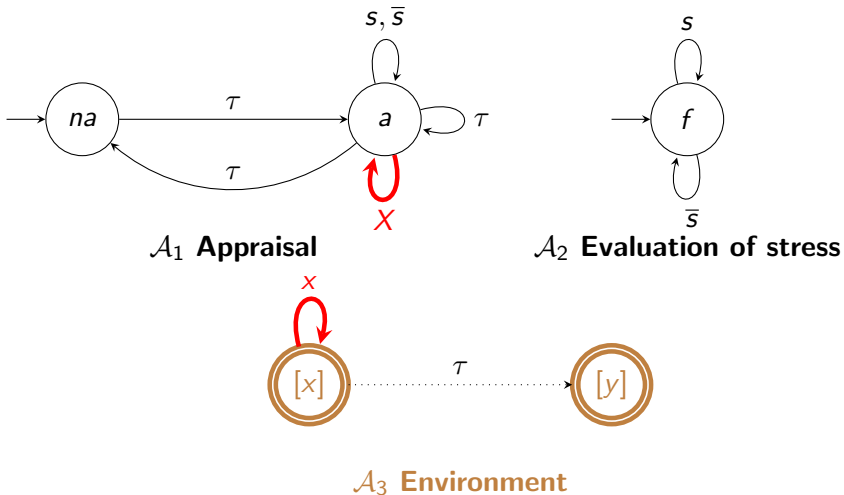 s, s̅
s
na
τ
a
τ
f
τ
X
s̅
𝒜₁ Appraisal
𝒜₂ Evaluation of stress
x
[x]
τ
[y]
𝒜₃ Environment